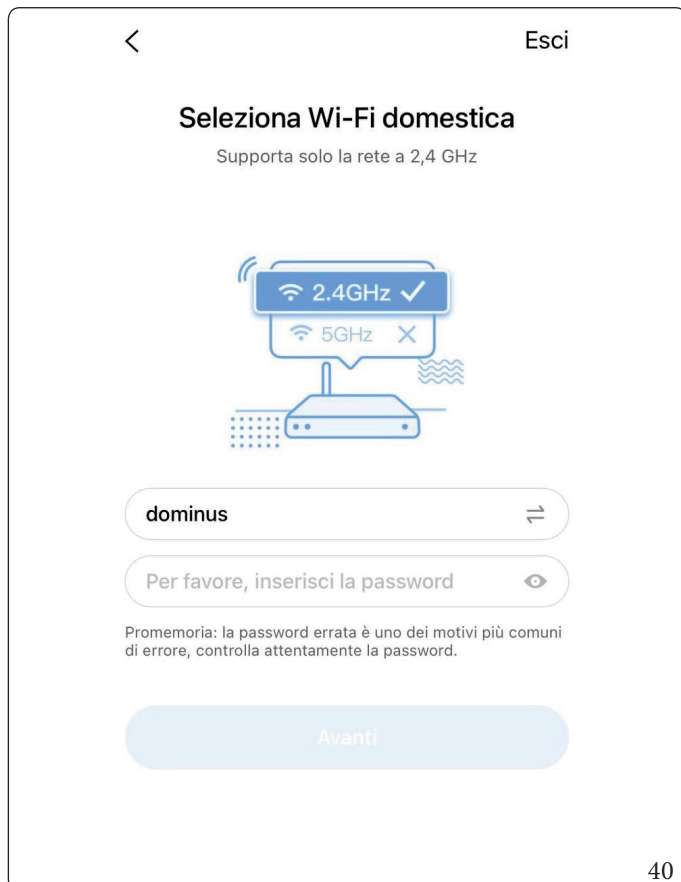 Esci
Seleziona Wi-Fi domestica
Supporta solo la rete a 2,4 GHz
2.4GHz
5GHz
dominus
Per favore, inserisci la password
Promemoria: la password errata è uno dei motivi più comuni
di errore, controlla attentamente la password.
Avanti
40